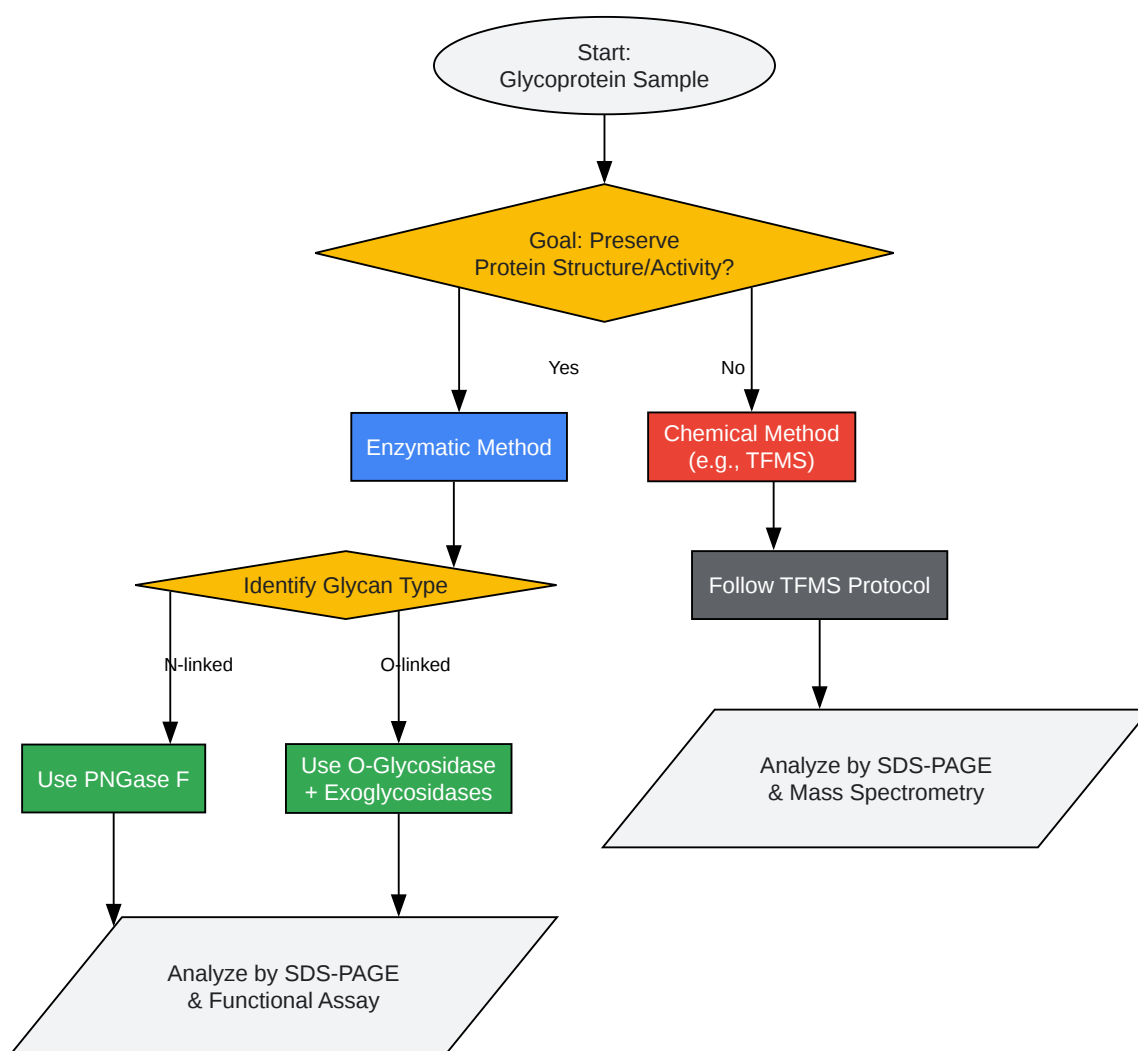 Start:
Glycoprotein Sample
Goal: Preserve
Protein Structure/Activity?
Yes
No
Enzymatic Method
Chemical Method
(e.g., TFMS)
Identify Glycan Type
Follow TFMS Protocol
N-linked
O-linked
Use PNGase F
Use O-Glycosidase
+ Exoglycosidases
Analyze by SDS-PAGE
& Mass Spectrometry
Analyze by SDS-PAGE
& Functional Assay